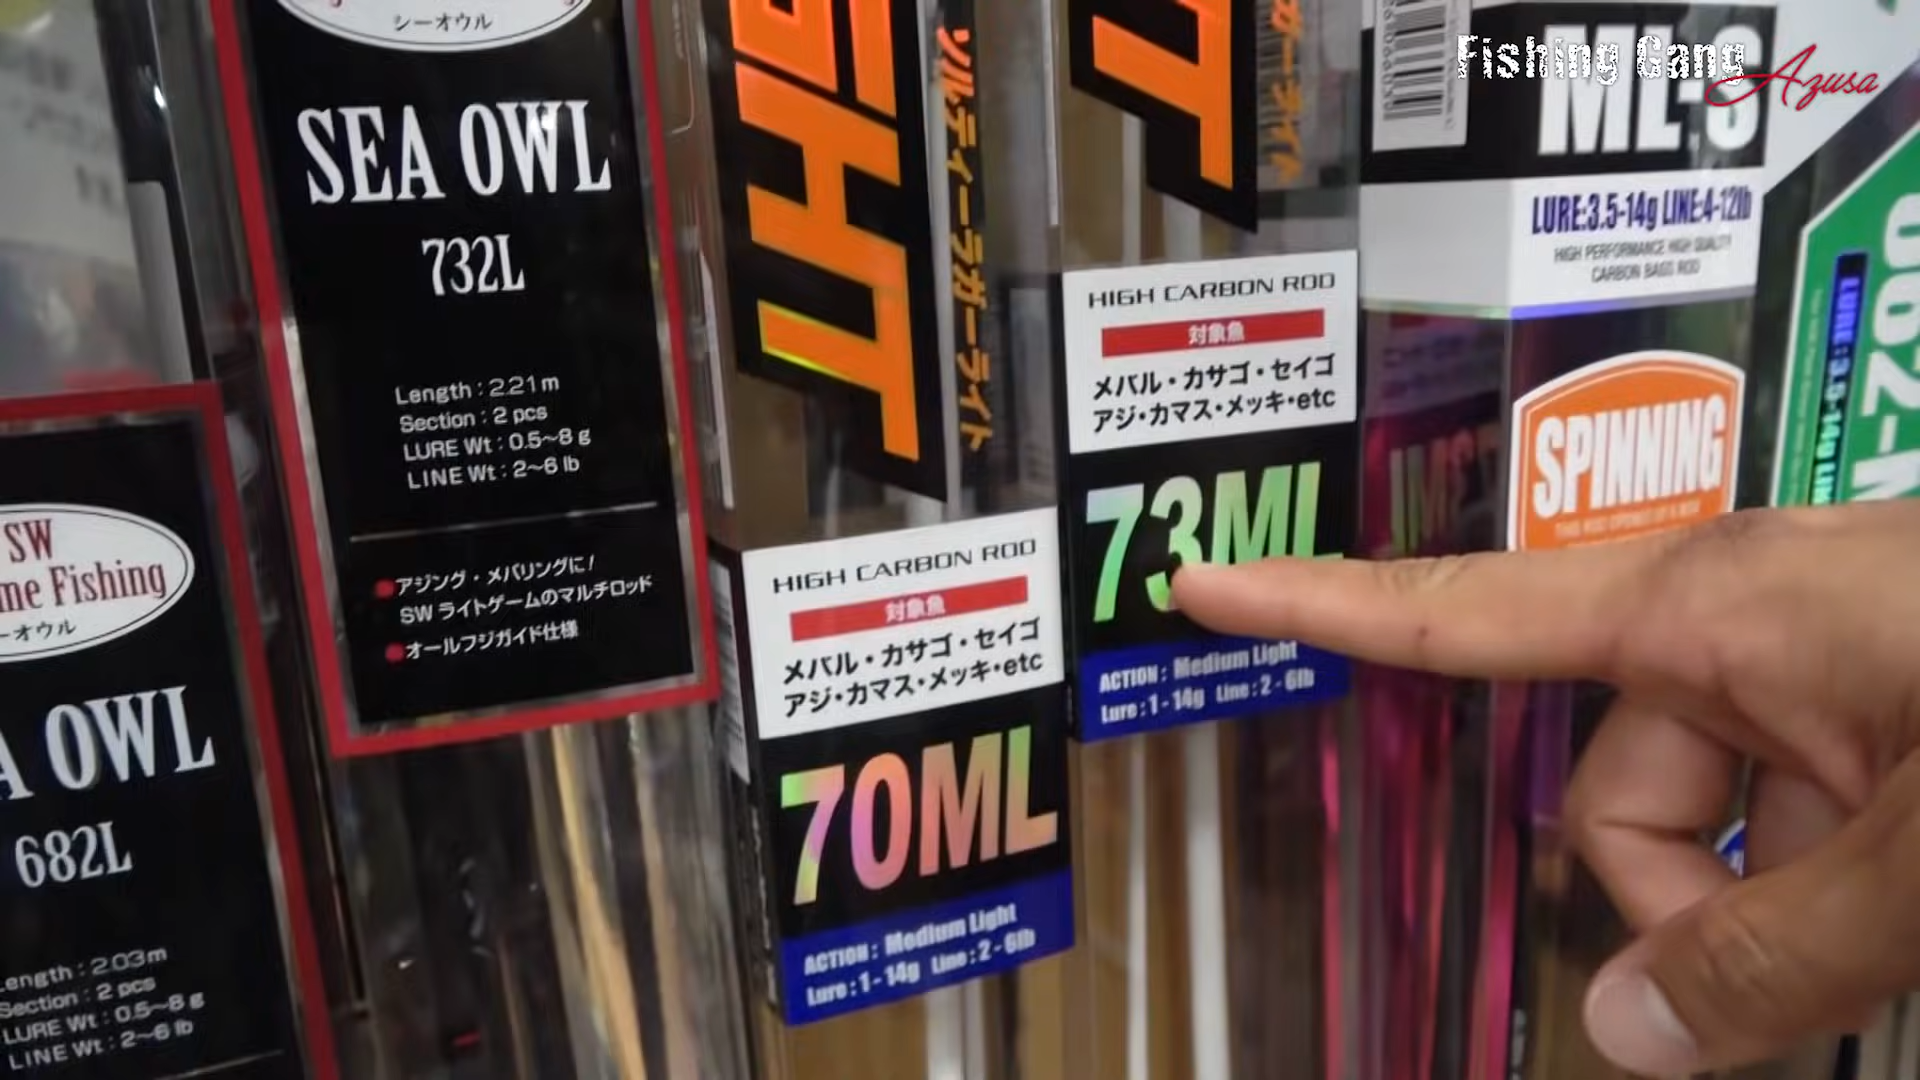 Fishing Gang
Azusa
シーオウル
SEA OWL
732L
Length : 2.21m
Section : 2 pcs
LURE Wt : 0.5~8 g
LINE Wt : 2~6 lb
アジング・メバリングに!
SWライトゲームのマルチロッド
オールフジガイド仕様
SW
me Fishing
ーオウル
A OWL
682L
Length : 2.03m
Section : 2 pcs
LURE Wt : 0.5~8 g
LINE Wt : 2~6 lb
GHT
ソルティーラガーライト
HIGH CARBON ROD
対象魚
メバル・カサゴ・セイゴ
アジ・カマス・メッキ・etc
70ML
ACTION : Medium Light
Lure : 1 - 14g Line : 2 - 6lb
T
ガーライト
HIGH CARBON ROD
対象魚
メバル・カサゴ・セイゴ
アジ・カマス・メッキ・etc
73ML
ACTION : Medium Light
Lure : 1 - 14g Line : 2 - 6lb
ML-S
LURE:3.5-14g LINE:4-12lb
HIGH PERFORMANCE HIGH QUALITY
CARBON BASS ROD
SPINNING